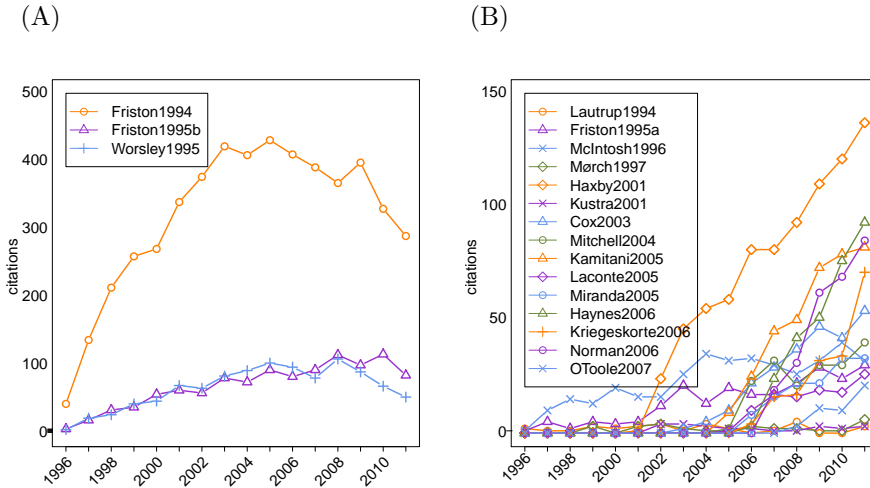 (A)
(B)
500
400
300
200
100
0
citations
1996
1998
2000
2002
2004
2006
2008
2010
Friston1994
Friston1995b
Worsley1995
150
100
50
0
citations
1996
1998
2000
2002
2004
2006
2008
2010
Lautrup1994
Friston1995a
McIntosh1996
Mørch1997
Haxby2001
Kustra2001
Cox2003
Mitchell2004
Kamitani2005
Laconte2005
Miranda2005
Haynes2006
Kriegeskorte2006
Norman2006
OToole2007